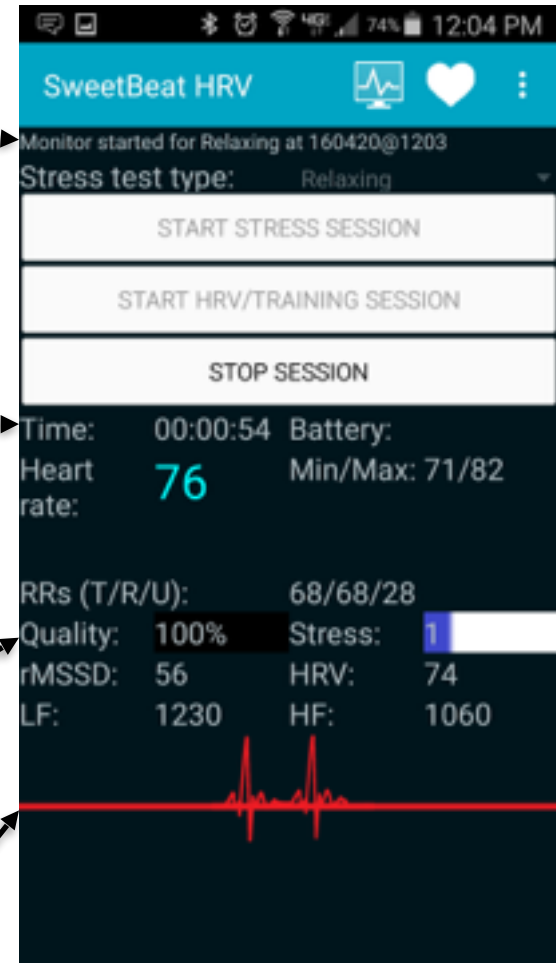 4G 74% 12:04 PM
SweetBeat HRV
Monitor started for Relaxing at 160420@1203
Stress test type: Relaxing
START STRESS SESSION
START HRV/TRAINING SESSION
STOP SESSION
Time: 00:00:54 Battery:
Heart rate: 76 Min/Max: 71/82
RRs (T/R/U): 68/68/28
Quality: 100% Stress: 1
rMSSD: 56 HRV: 74
LF: 1230 HF: 1060